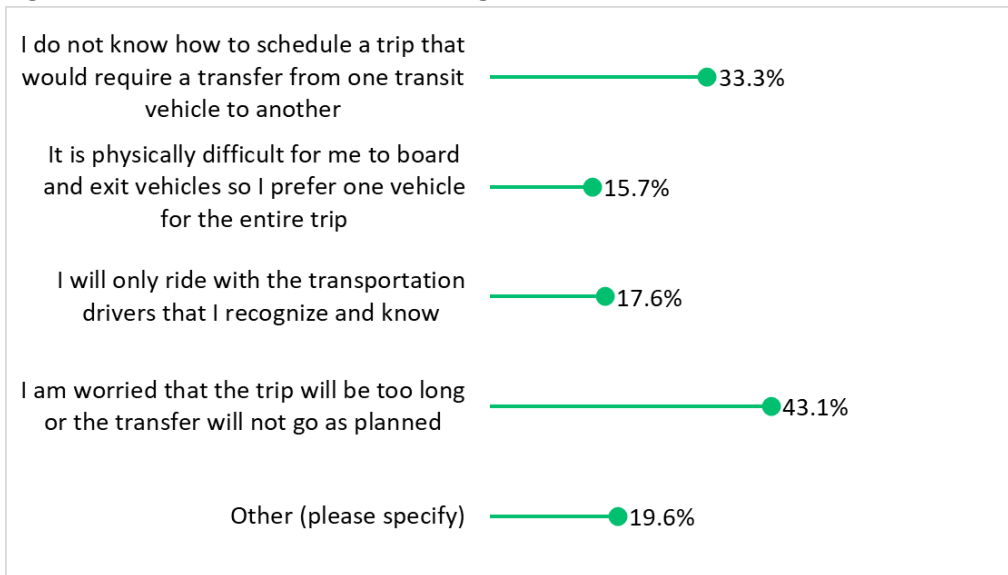 I do not know how to schedule a trip that
would require a transfer from one transit
vehicle to another
33.3%
It is physically difficult for me to board
and exit vehicles so I prefer one vehicle
for the entire trip
15.7%
I will only ride with the transportation
drivers that I recognize and know
17.6%
I am worried that the trip will be too long
or the transfer will not go as planned
43.1%
Other (please specify)
19.6%